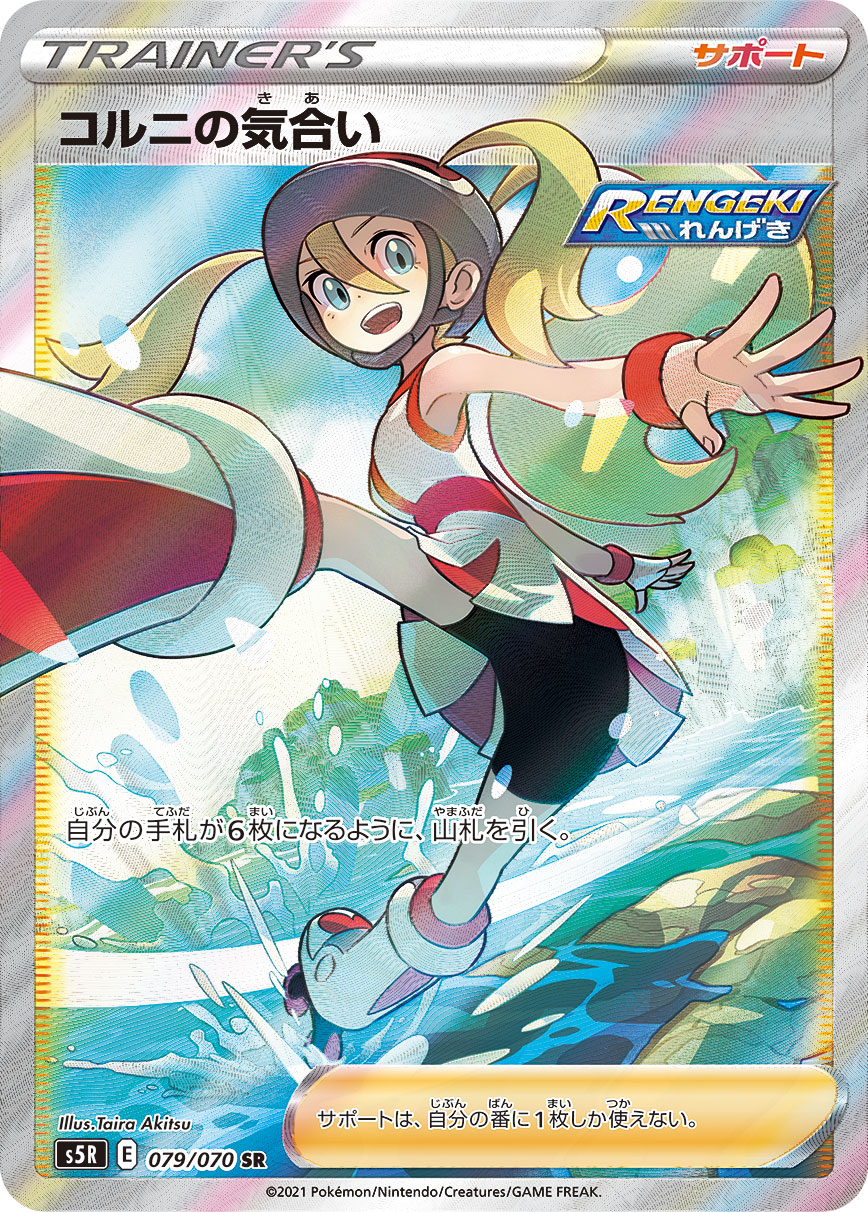 TRAINER'S
サポート
きあ
コルニの気合い
RENGEKI
れんげき
じぶん てふだ まい やまふだ ひ
自分の手札が6枚になるように、山札を引く。
じぶん ばん まい つか
サポートは、自分の番に1枚しか使えない。
Illus.Taira Akitsu
s5R E 079/070 SR
©2021 Pokémon/Nintendo/Creatures/GAME FREAK.